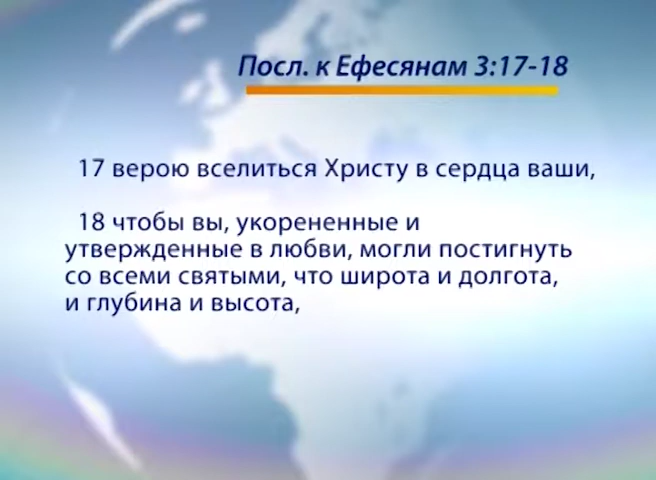 Посл. к Ефесянам 3:17-18
17 верою вселиться Христу в сердца ваши,
18 чтобы вы, укорененные и
утвержденные в любви, могли постигнуть
со всеми святыми, что широта и долгота,
и глубина и высота,